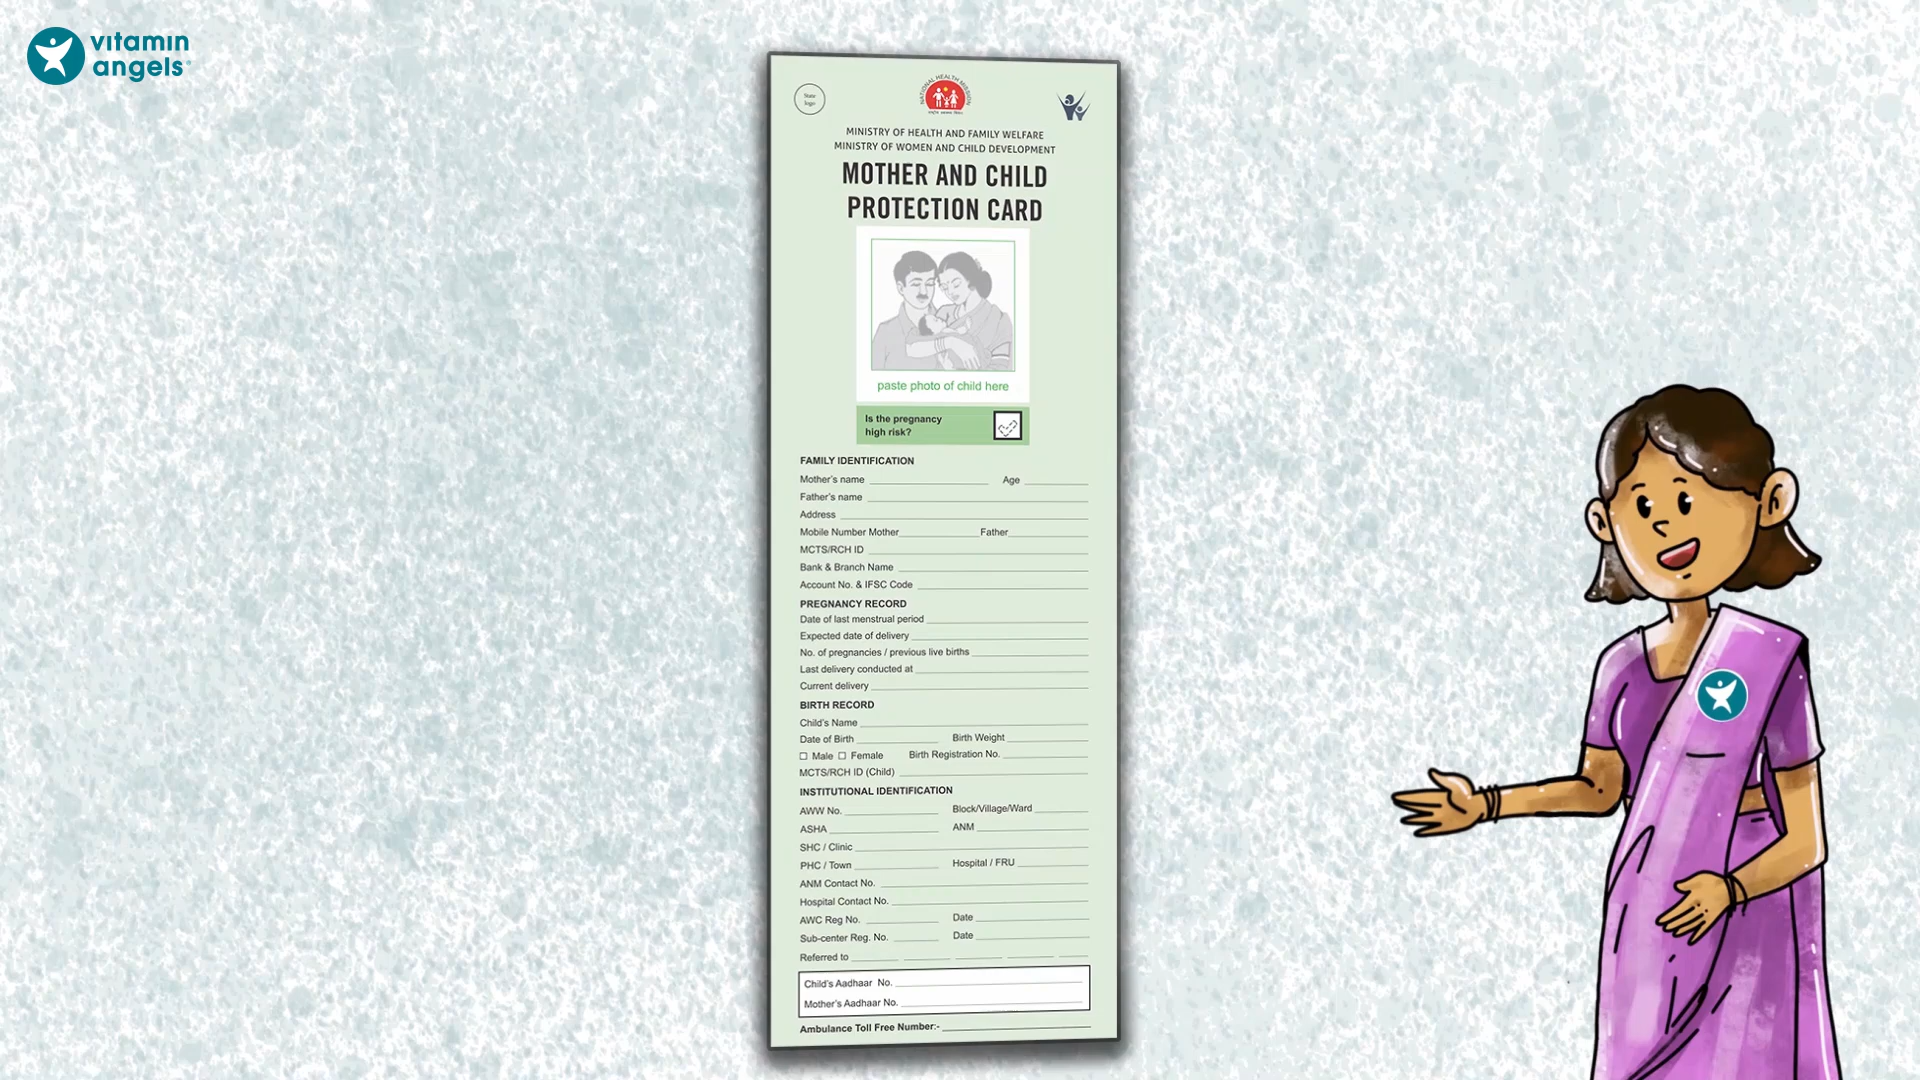 vitamin
angels
State
logo
NATIONAL HEALTH MISSION
MINISTRY OF HEALTH AND FAMILY WELFARE
MINISTRY OF WOMEN AND CHILD DEVELOPMENT
MOTHER AND CHILD
PROTECTION CARD
paste photo of child here
Is the pregnancy
high risk?
FAMILY IDENTIFICATION
Mother's name Age
Father's name
Address
Mobile Number Mother Father
MCTS/RCH ID
Bank & Branch Name
Account No. & IFSC Code
PREGNANCY RECORD
Date of last menstrual period
Expected date of delivery
No. of pregnancies / previous live births
Last delivery conducted at
Current delivery
BIRTH RECORD
Child's Name
Date of Birth Birth Weight
Male Female Birth Registration No.
MCTS/RCH ID (Child)
INSTITUTIONAL IDENTIFICATION
AWW No. Block/Village/Ward
ASHA ANM
SHC / Clinic
PHC / Town Hospital / FRU
ANM Contact No.
Hospital Contact No.
AWC Reg No. Date
Sub-center Reg. No. Date
Referred to
Child's Aadhaar No.
Mother's Aadhaar No.
Ambulance Toll Free Number:-